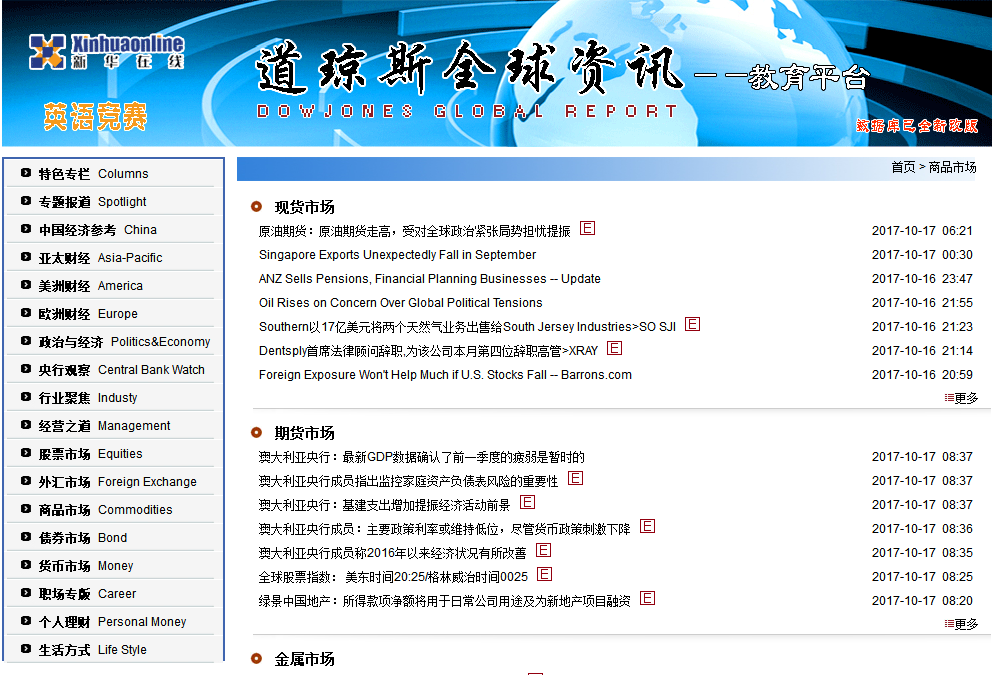 Xinhuaonline
新华在线
英语竞赛
道琼斯全球资讯——教育平台
DOWJONES GLOBAL REPORT
数据库已全新改版
特色专栏 Columns
专题报道 Spotlight
中国经济参考 China
亚太财经 Asia-Pacific
美洲财经 America
欧洲财经 Europe
政治与经济 Politics&Economy
央行观察 Central Bank Watch
行业聚焦 Industy
经营之道 Management
股票市场 Equities
外汇市场 Foreign Exchange
商品市场 Commodities
债券市场 Bond
货币市场 Money
职场专版 Career
个人理财 Personal Money
生活方式 Life Style
首页 > 商品市场
现货市场
原油期货：原油期货走高，受对全球政治紧张局势担忧提振 E 2017-10-17 06:21
Singapore Exports Unexpectedly Fall in September 2017-10-17 00:30
ANZ Sells Pensions, Financial Planning Businesses -- Update 2017-10-16 23:47
Oil Rises on Concern Over Global Political Tensions 2017-10-16 21:55
Southern以17亿美元将两个天然气业务出售给South Jersey Industries>SO SJI E 2017-10-16 21:23
Dentsply首席法律顾问辞职,为该公司本月第四位辞职高管>XRAY E 2017-10-16 21:14
Foreign Exposure Won't Help Much if U.S. Stocks Fall -- Barrons.com 2017-10-16 20:59
更多
期货市场
澳大利亚央行：最新GDP数据确认了前一季度的疲弱是暂时的 2017-10-17 08:37
澳大利亚央行成员指出监控家庭资产负债表风险的重要性 E 2017-10-17 08:37
澳大利亚央行：基建支出增加提振经济活动前景 E 2017-10-17 08:37
澳大利亚央行成员：主要政策利率或维持低位，尽管货币政策刺激下降 E 2017-10-17 08:36
澳大利亚央行成员称2016年以来经济状况有所改善 E 2017-10-17 08:35
全球股票指数： 美东时间20:25/格林威治时间0025 E 2017-10-17 08:25
绿景中国地产：所得款项净额将用于日常公司用途及为新地产项目融资 E 2017-10-17 08:20
更多
金属市场